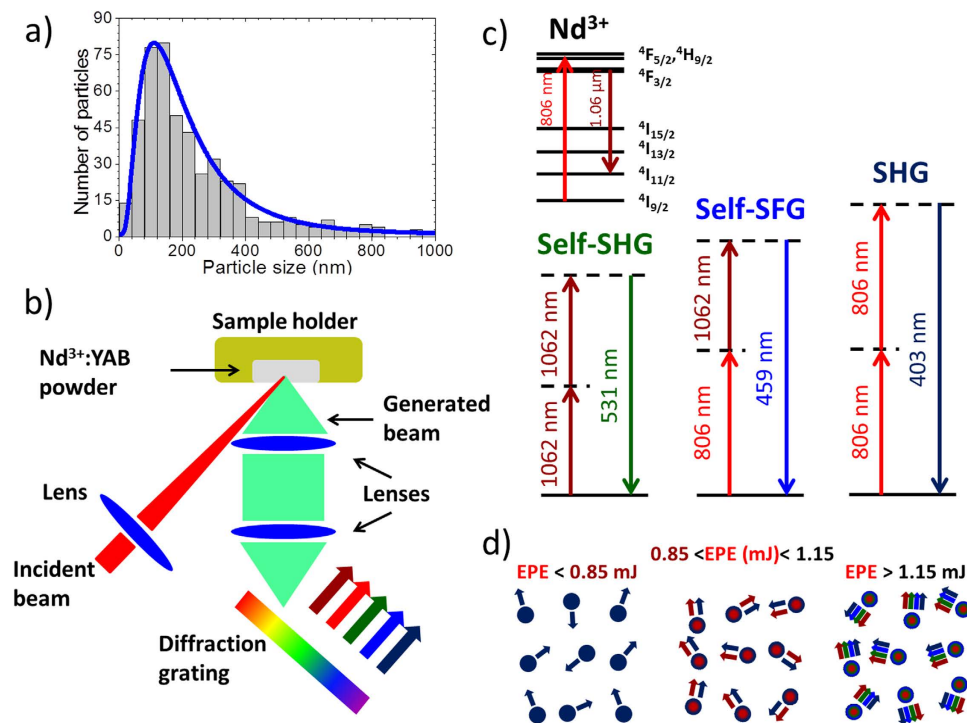 a)
Number of particles
90
75
60
45
30
15
0
0 200 400 600 800 1000
Particle size (nm)
b)
Sample holder
Nd³⁺:YAB
powder
Generated
beam
Lens
Lenses
Incident
beam
Diffraction
grating
c)
Nd³⁺
⁴F₅/₂,⁴H₉/₂
⁴F₃/₂
806 nm
1.06 µm
⁴I₁₅/₂
⁴I₁₃/₂
⁴I₁₁/₂
⁴I₉/₂
Self-SHG
1062 nm
1062 nm
531 nm
Self-SFG
1062 nm
806 nm
459 nm
SHG
806 nm
806 nm
403 nm
d)
EPE < 0.85 mJ
0.85 <EPE (mJ)< 1.15
EPE > 1.15 mJ